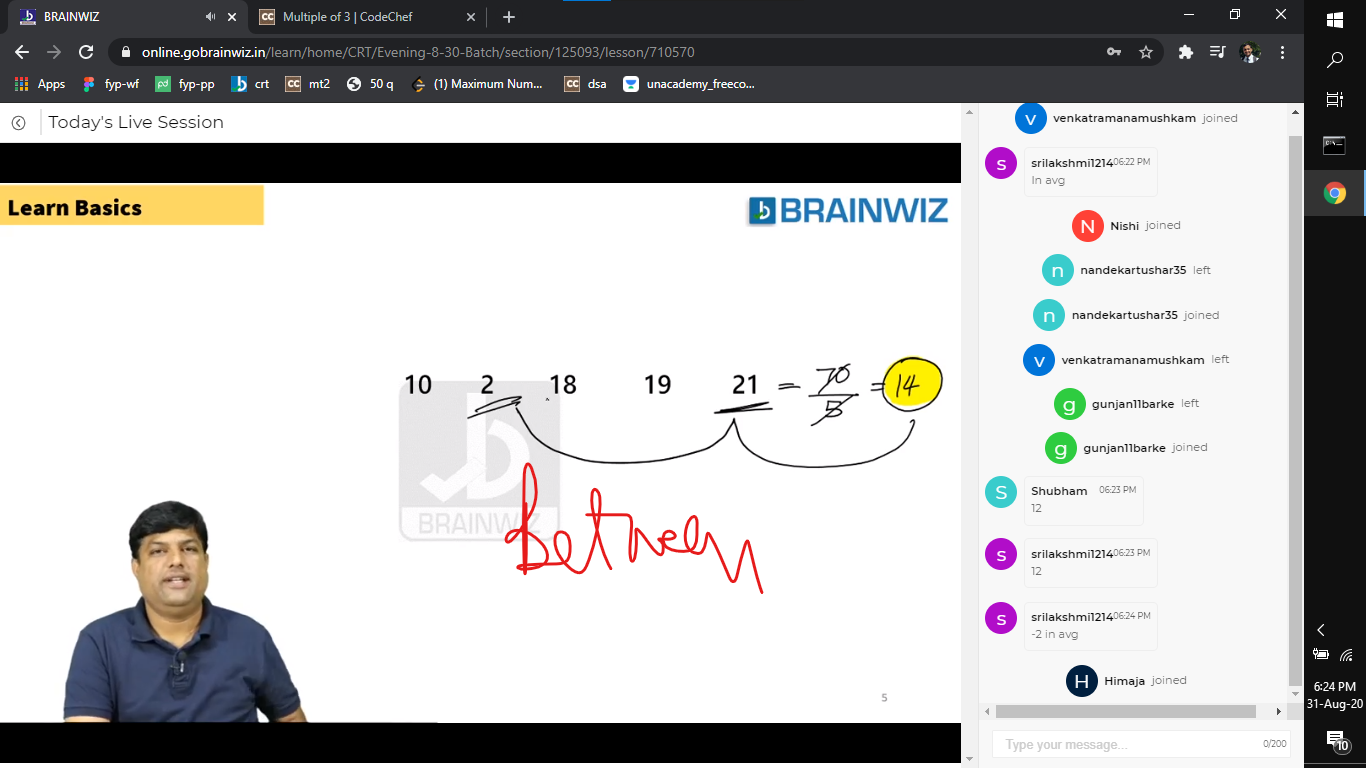 BRAINWIZ
Multiple of 3 | CodeChef
online.gobrainwiz.in/learn/home/CRT/Evening-8-30-Batch/section/125093/lesson/710570
Apps fyp-wf fyp-pp crt CC mt2 50 q (1) Maximum Num... CC dsa unacademy_freeco...
Today's Live Session
Learn Basics
BRAINWIZ
10 2 18 19 21 = 70/5 = 14
BRAINWIZ
Between
5
v venkatramanamushkam joined
s srilakshmi1214 06:22 PM
In avg
N Nishi joined
n nandekartushar35 left
n nandekartushar35 joined
v venkatramanamushkam left
g gunjan11barke left
g gunjan11barke joined
S Shubham 06:23 PM
12
s srilakshmi1214 06:23 PM
12
s srilakshmi1214 06:24 PM
-2 in avg
H Himaja joined
Type your message... 0/200
6:24 PM
31-Aug-20
10